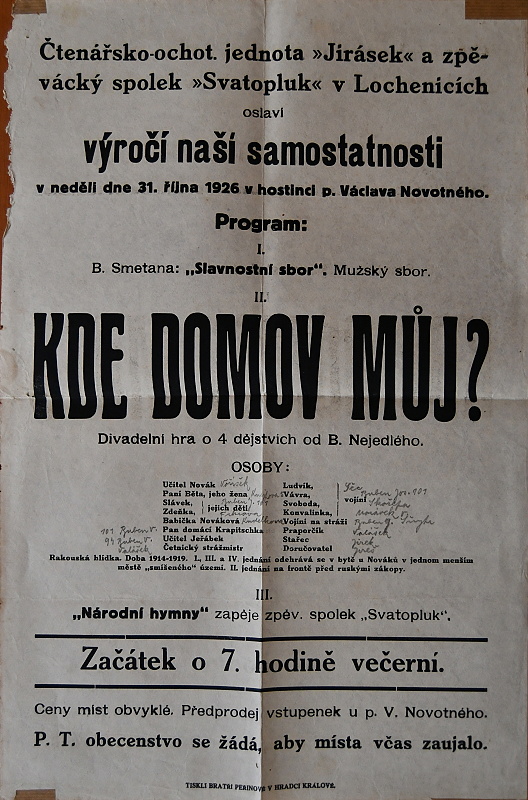 Čtenářsko-ochot. jednota »Jirásek« a zpě-
vácký spolek »Svatopluk« v Lochenicích
oslaví
výročí naší samostatnosti
v neděli dne 31. října 1926 v hostinci p. Václava Novotného.
Program:
I.
B. Smetana: „Slavnostní sbor“. Mužský sbor.
II.
KDE DOMOV MŮJ?
Divadelní hra o 4 dějstvích od B. Nejedlého.
OSOBY:
Učitel Novák
Paní Běta, jeho žena
Slávek,
Zdeňka,
jejich děti
Babička Nováková
101 Ruben V. Pan domácí Krapitschka
Učitel Jeřábek
Četnický strážmistr
Ludvík,
Vávra,
Svoboda,
Konvalinka,
vojíni
Ruben Jos. 101
Vojíni na stráži
Praporčík
Stařec
Doručovatel
Rakouská hlídka. Doba 1914-1919. I., III. a IV. jednání odehrává se v bytě u Nováků v jednom menším
městě „smíšeného“ území. II. jednání na frontě před ruskými zákopy.
III.
„Národní hymny“ zapěje zpěv. spolek „Svatopluk“.
Začátek o 7. hodině večerní.
Ceny míst obvyklé. Předprodej vstupenek u p. V. Novotného.
P. T. obecenstvo se žádá, aby místa včas zaujalo.
TISKLI BRATŘI PEŘINOVÉ V HRADCI KRÁLOVÉ.